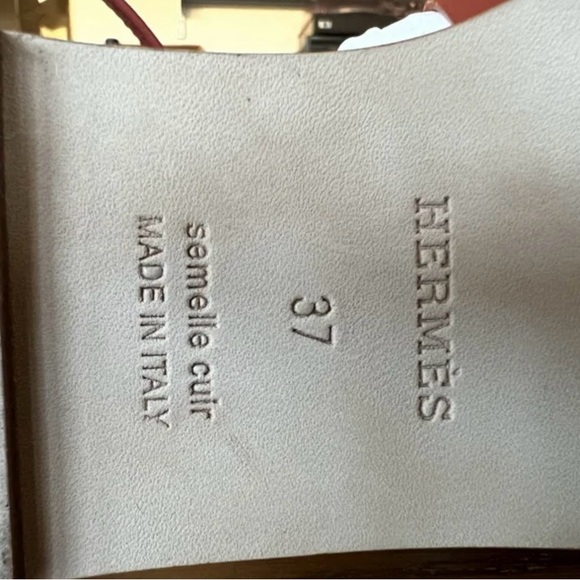 HERMÈS
37
semelle cuir
MADE IN ITALY